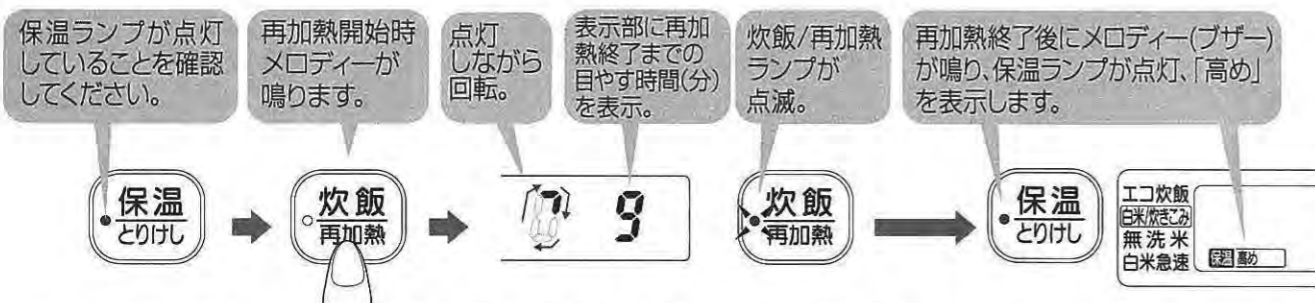 保温ランプが点灯
していることを確認
してください。
再加熱開始時
メロディーが
鳴ります。
点灯
しながら
回転。
表示部に再加
熱終了までの
目やす時間(分)
を表示。
炊飯/再加熱
ランプが
点滅。
再加熱終了後にメロディー(ブザー)
が鳴り、保温ランプが点灯、「高め」
を表示します。
保温
とりけし
炊飯
再加熱
9
炊飯
再加熱
保温
とりけし
エコ炊飯
白米/炊きこみ
無洗米
白米急速
保温 高め